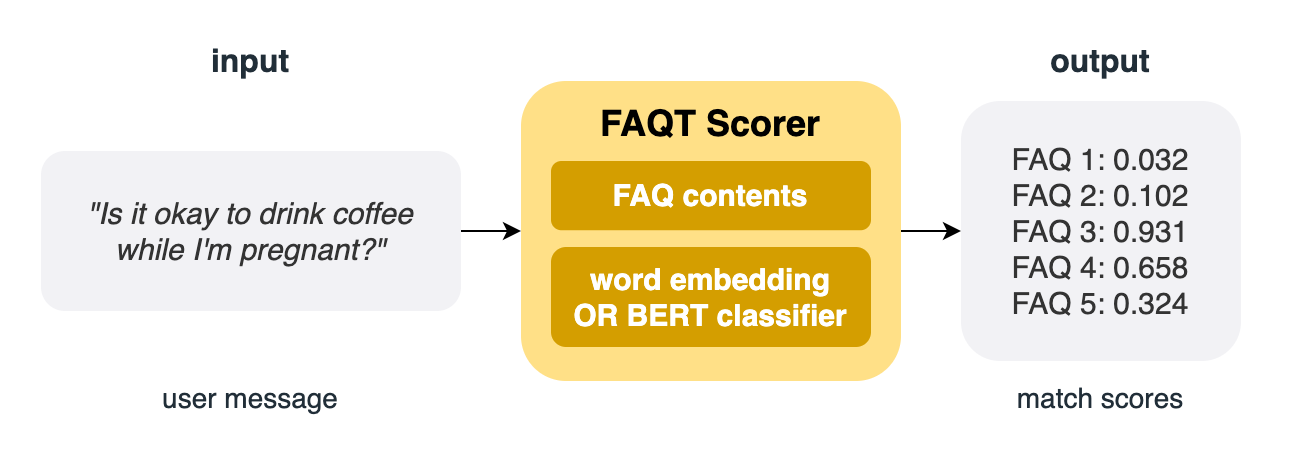 input
output
FAQT Scorer
"Is it okay to drink coffee
while I'm pregnant?"
FAQ contents
word embedding
OR BERT classifier
FAQ 1: 0.032
FAQ 2: 0.102
FAQ 3: 0.931
FAQ 4: 0.658
FAQ 5: 0.324
user message
match scores